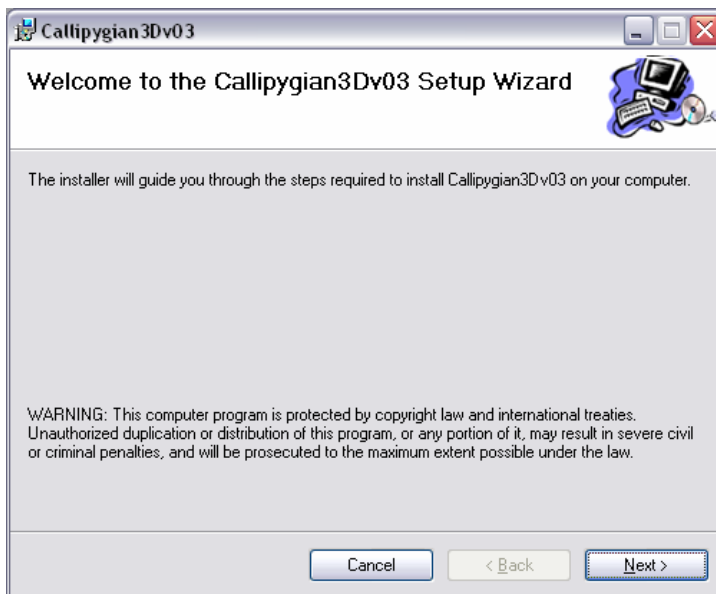 Callipygian3Dv03
Welcome to the Callipygian3Dv03 Setup Wizard
The installer will guide you through the steps required to install Callipygian3Dv03 on your computer.
WARNING: This computer program is protected by copyright law and international treaties.
Unauthorized duplication or distribution of this program, or any portion of it, may result in severe civil
or criminal penalties, and will be prosecuted to the maximum extent possible under the law.
Cancel
< Back
Next >